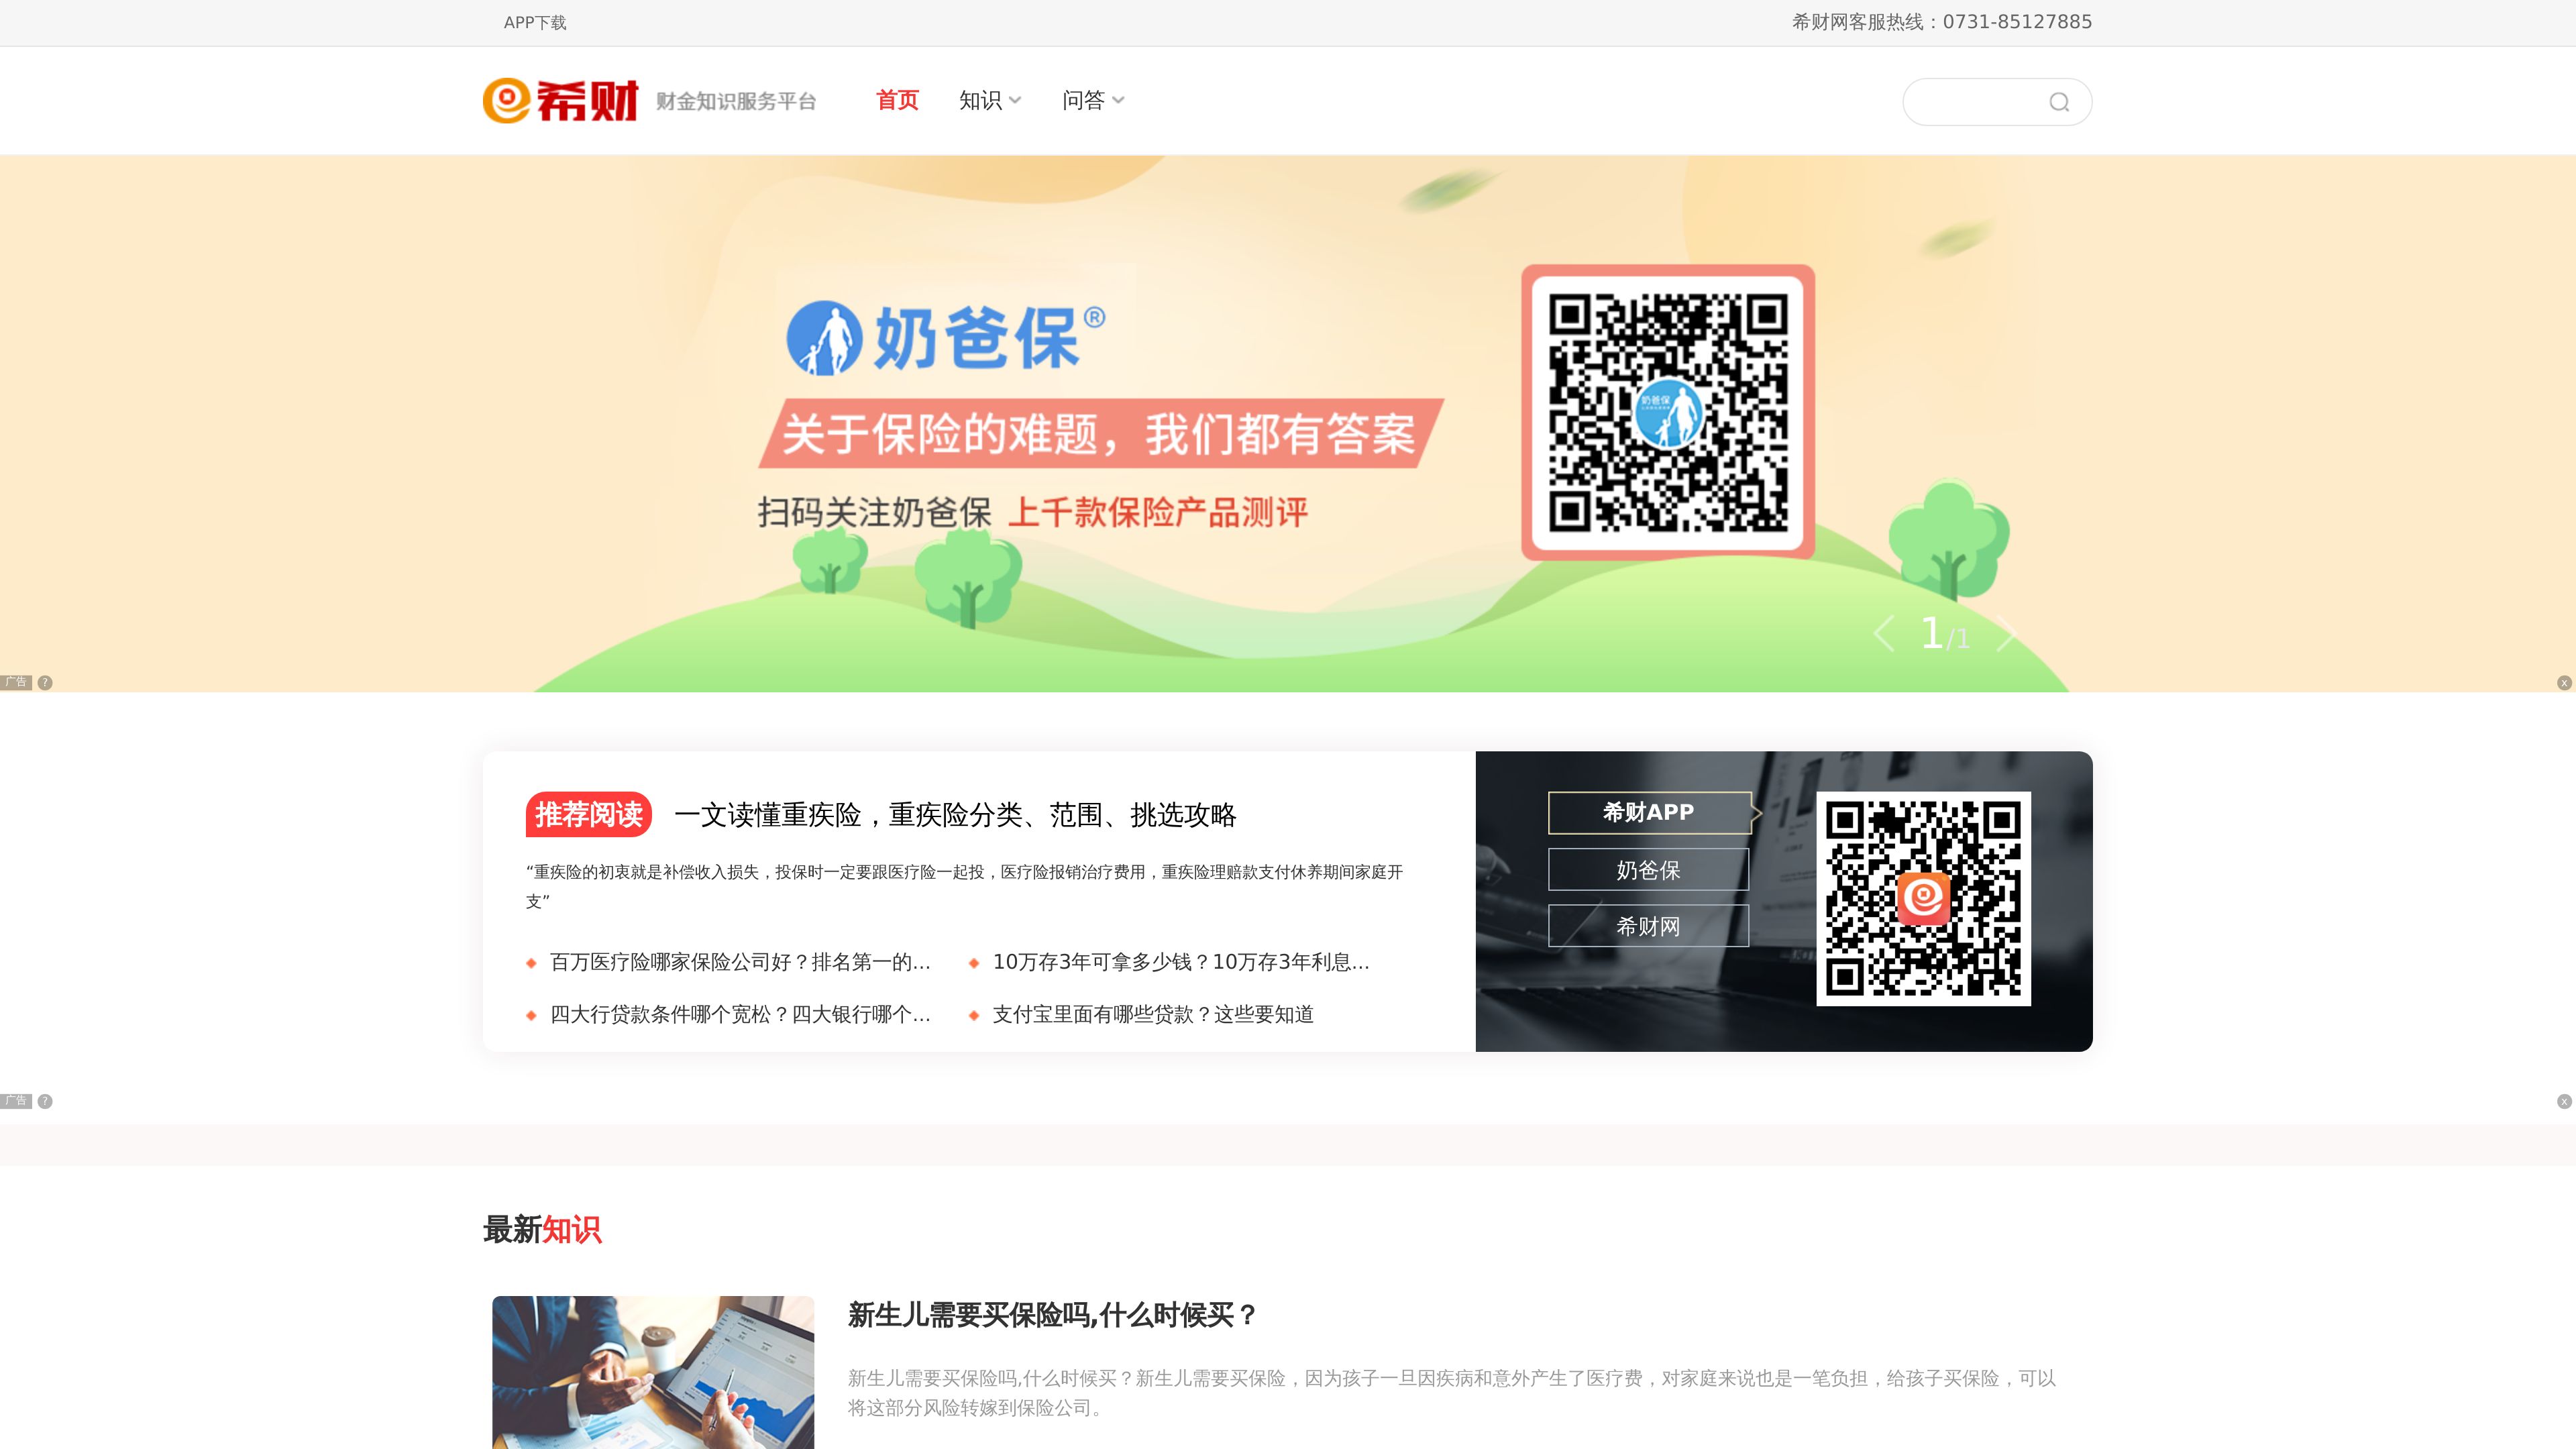 APP下载
希财网客服热线：0731-85127885
希财
财金知识服务平台
首页
知识
问答
奶爸保®
关于保险的难题，我们都有答案
扫码关注奶爸保 上千款保险产品测评
奶爸保
1/1
广告 ?
x
推荐阅读
一文读懂重疾险，重疾险分类、范围、挑选攻略
“重疾险的初衷就是补偿收入损失，投保时一定要跟医疗险一起投，医疗险报销治疗费用，重疾险理赔款支付休养期间家庭开
支”
百万医疗险哪家保险公司好？排名第一的...
10万存3年可拿多少钱？10万存3年利息...
四大行贷款条件哪个宽松？四大银行哪个...
支付宝里面有哪些贷款？这些要知道
希财APP
奶爸保
希财网
广告 ?
x
最新知识
新生儿需要买保险吗,什么时候买？
新生儿需要买保险吗,什么时候买？新生儿需要买保险，因为孩子一旦因疾病和意外产生了医疗费，对家庭来说也是一笔负担，给孩子买保险，可以
将这部分风险转嫁到保险公司。